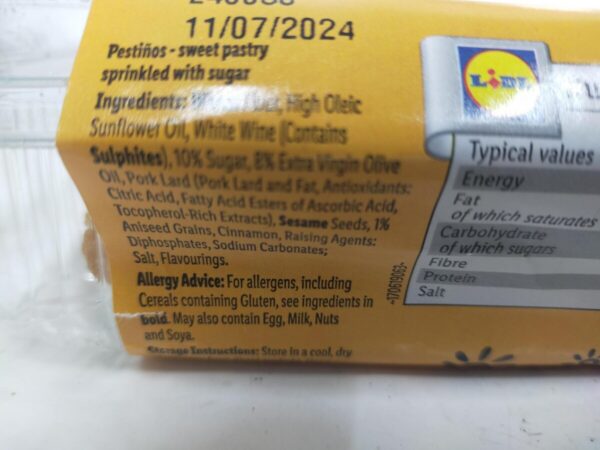 11/07/2024
Pestiños - sweet pastry
sprinkled with sugar
Ingredients: High Oleic
Sunflower Oil, White Wine (Contains
Sulphites), 10% Sugar, 8% Extra Virgin Olive
Oil, Pork Lard (Pork Lard and Fat, Antioxidants:
Citric Acid, Fatty Acid Esters of Ascorbic Acid,
Tocopherol-Rich Extracts), Sesame Seeds, 1%
Aniseed Grains, Cinnamon, Raising Agents:
Diphosphates, Sodium Carbonates;
Salt, Flavourings.
Allergy Advice: For allergens, including
Cereals containing Gluten, see ingredients in
bold. May also contain Egg, Milk, Nuts
and Soya.
Storage Instructions: Store in a cool, dry
LIDL
Typical values
Energy
Fat
of which saturates
Carbohydrate
of which sugars
Fibre
Protein
Salt